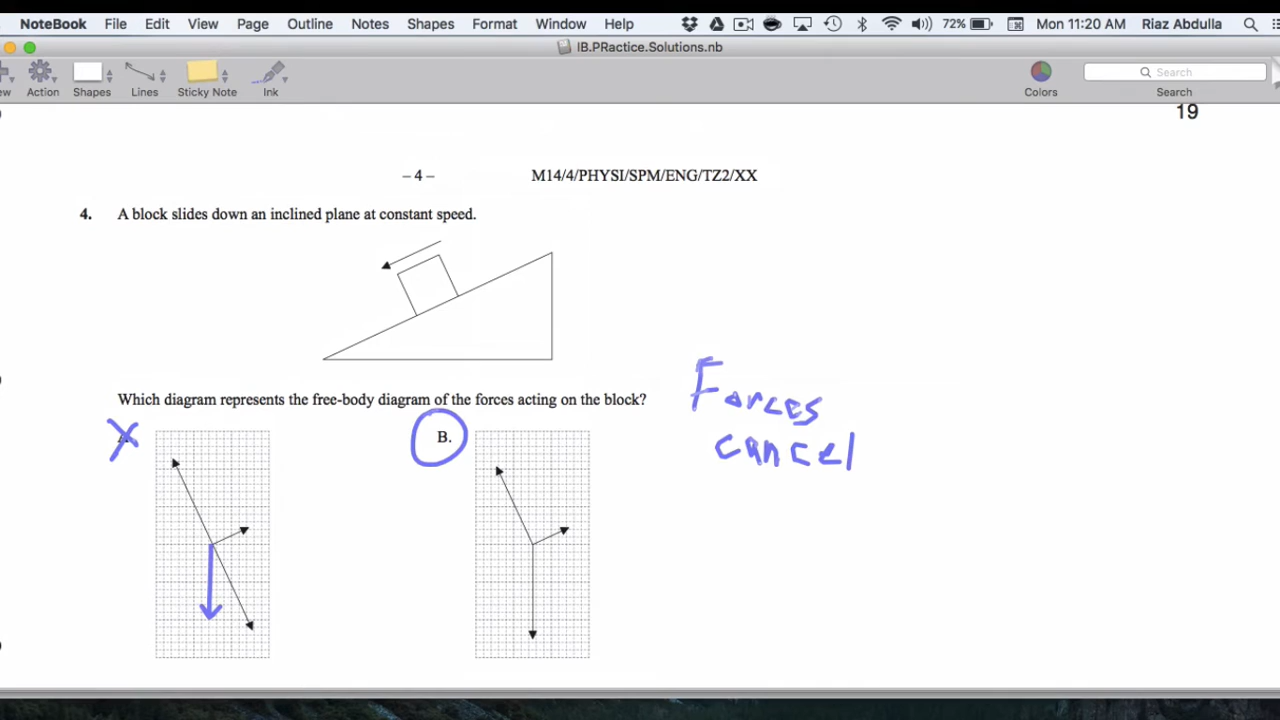 NoteBook File Edit View Page Outline Notes Shapes Format Window Help 72% Mon 11:20 AM Riaz Abdulla
IB.PRactice.Solutions.nb
Action Shapes Lines Sticky Note Ink Colors Search
Search
19
– 4 – M14/4/PHYSI/SPM/ENG/TZ2/XX
4. A block slides down an inclined plane at constant speed.
Which diagram represents the free-body diagram of the forces acting on the block?
B.
Forces
cancel